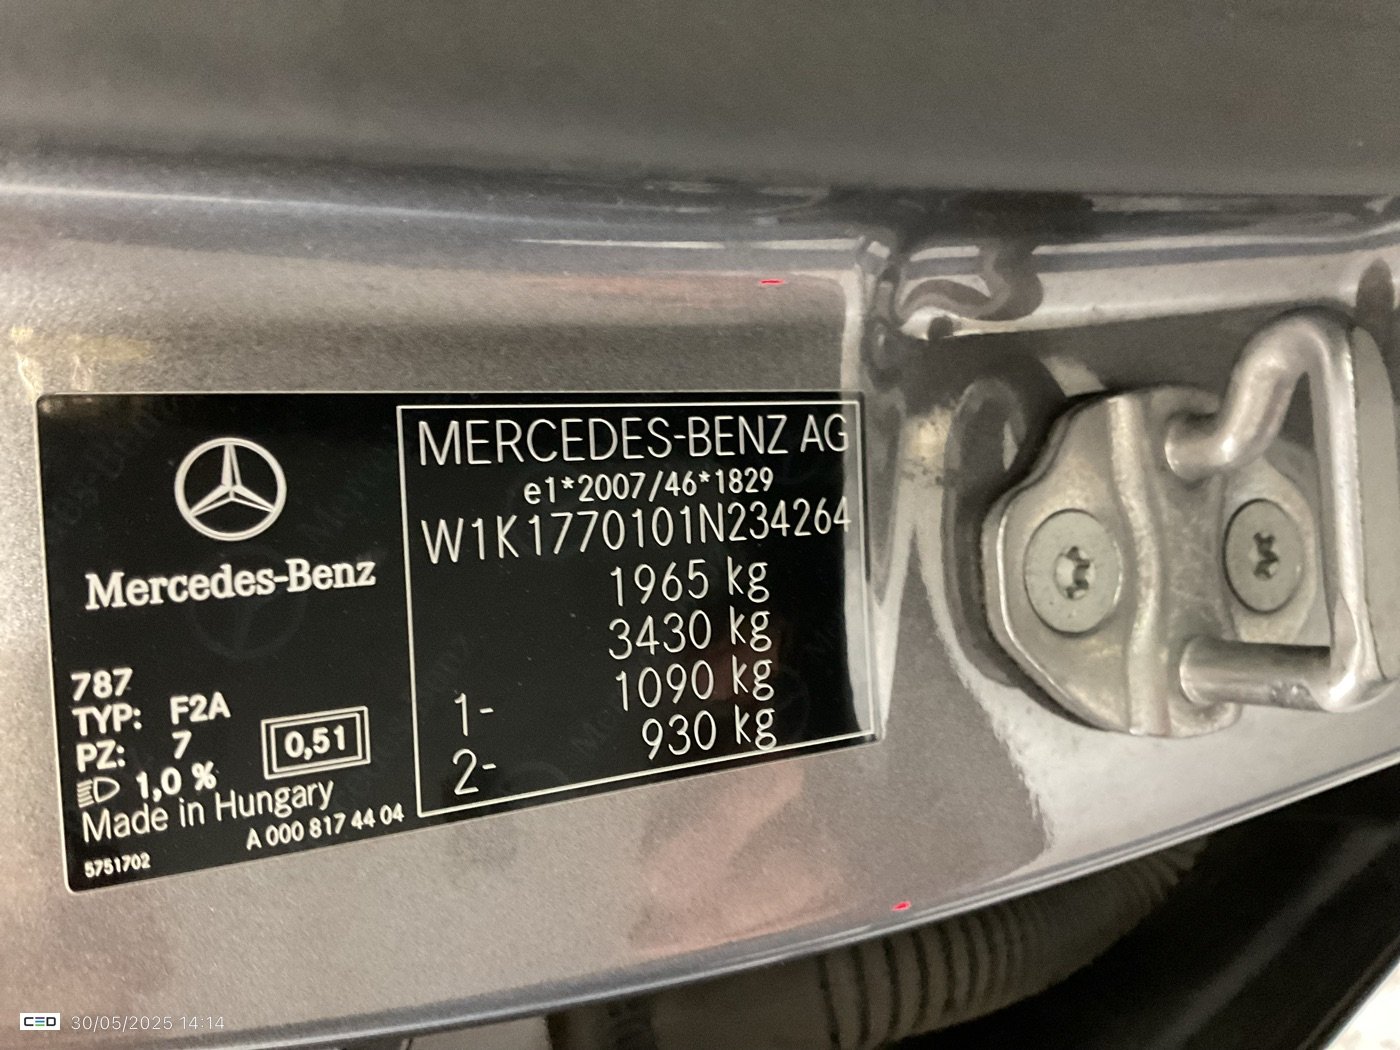 Mercedes-Benz
787
TYP: F2A
PZ: 7
0,51
1,0 %
Made in Hungary
A 000 817 44 04
5751702
MERCEDES-BENZ AG
e1*2007/46*1829
W1K1770101N234264
1965 kg
3430 kg
1- 1090 kg
2- 930 kg
CED 30/05/2025 14:14